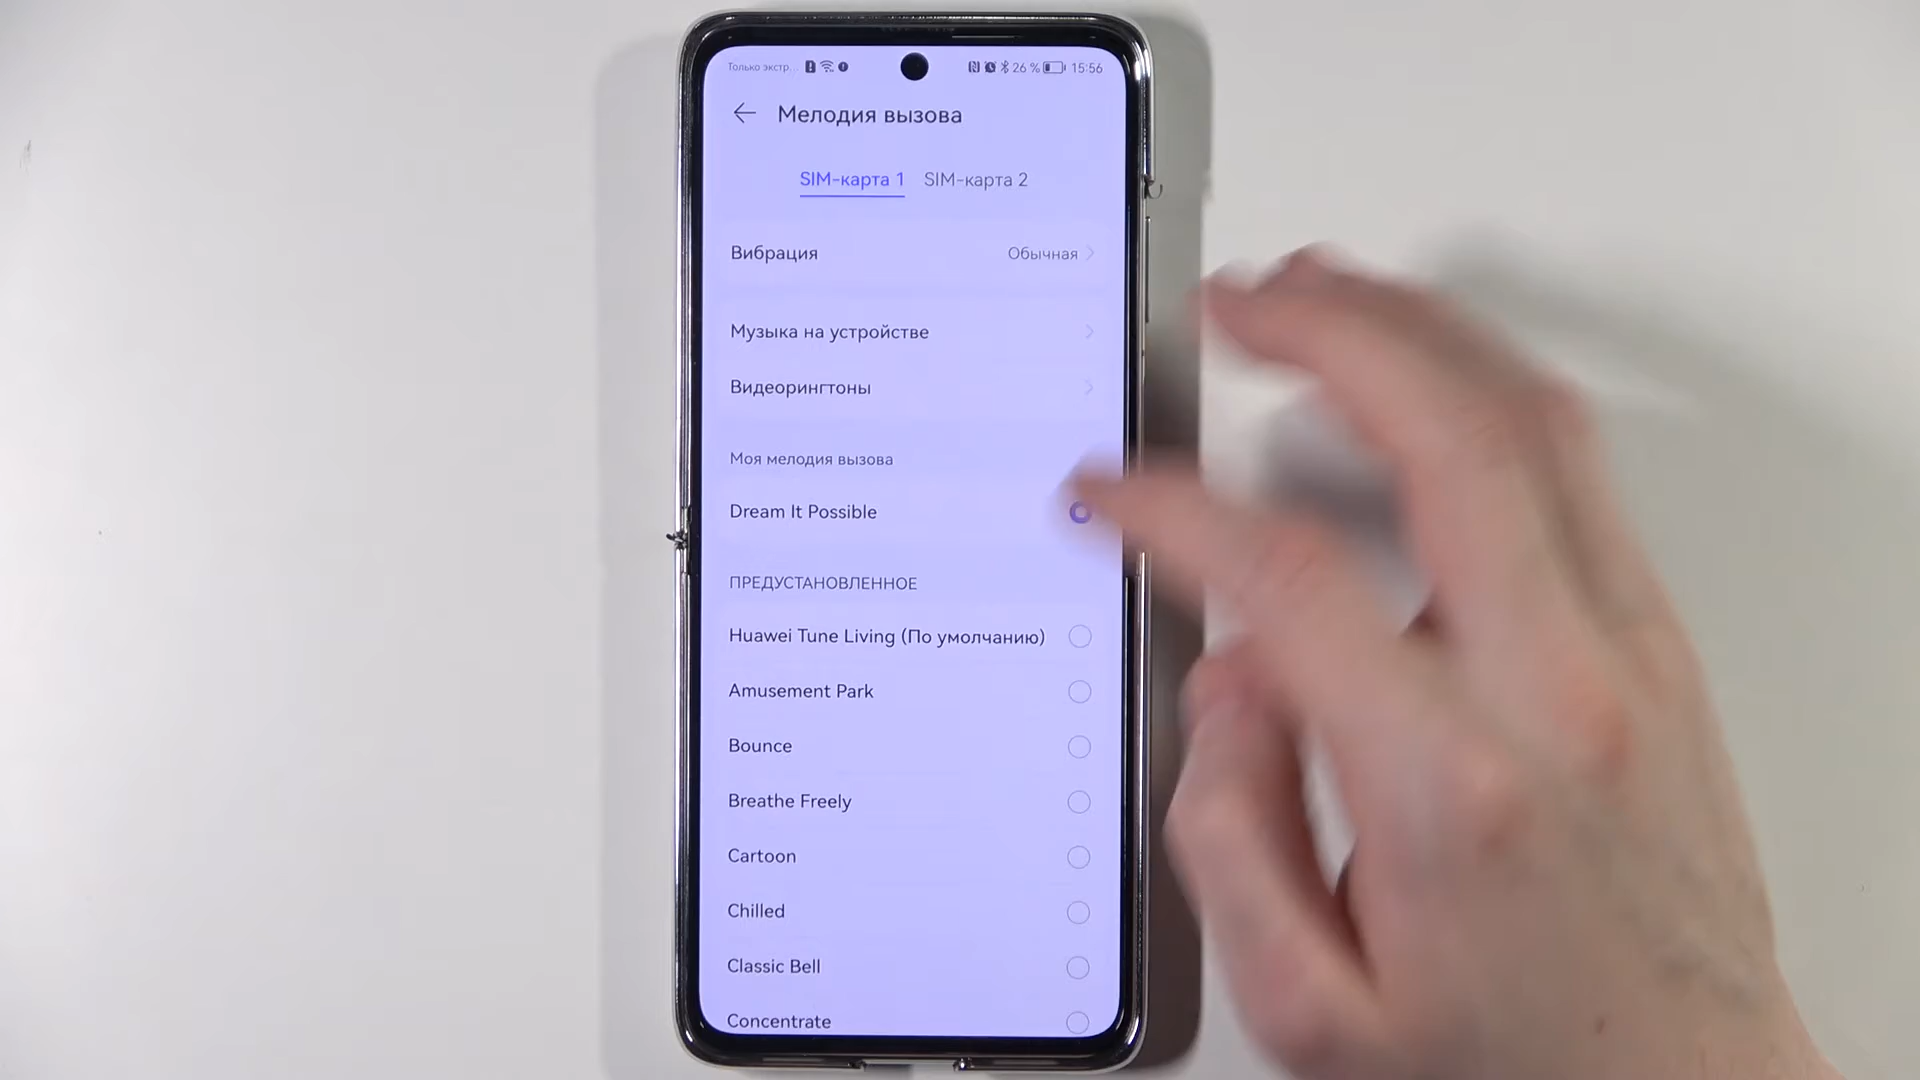 Только экстр... 26 % 15:56
Мелодия вызова
SIM-карта 1 SIM-карта 2
Вибрация Обычная
Музыка на устройстве
Видеорингтоны
Моя мелодия вызова
Dream It Possible
ПРЕДУСТАНОВЛЕННОЕ
Huawei Tune Living (По умолчанию)
Amusement Park
Bounce
Breathe Freely
Cartoon
Chilled
Classic Bell
Concentrate